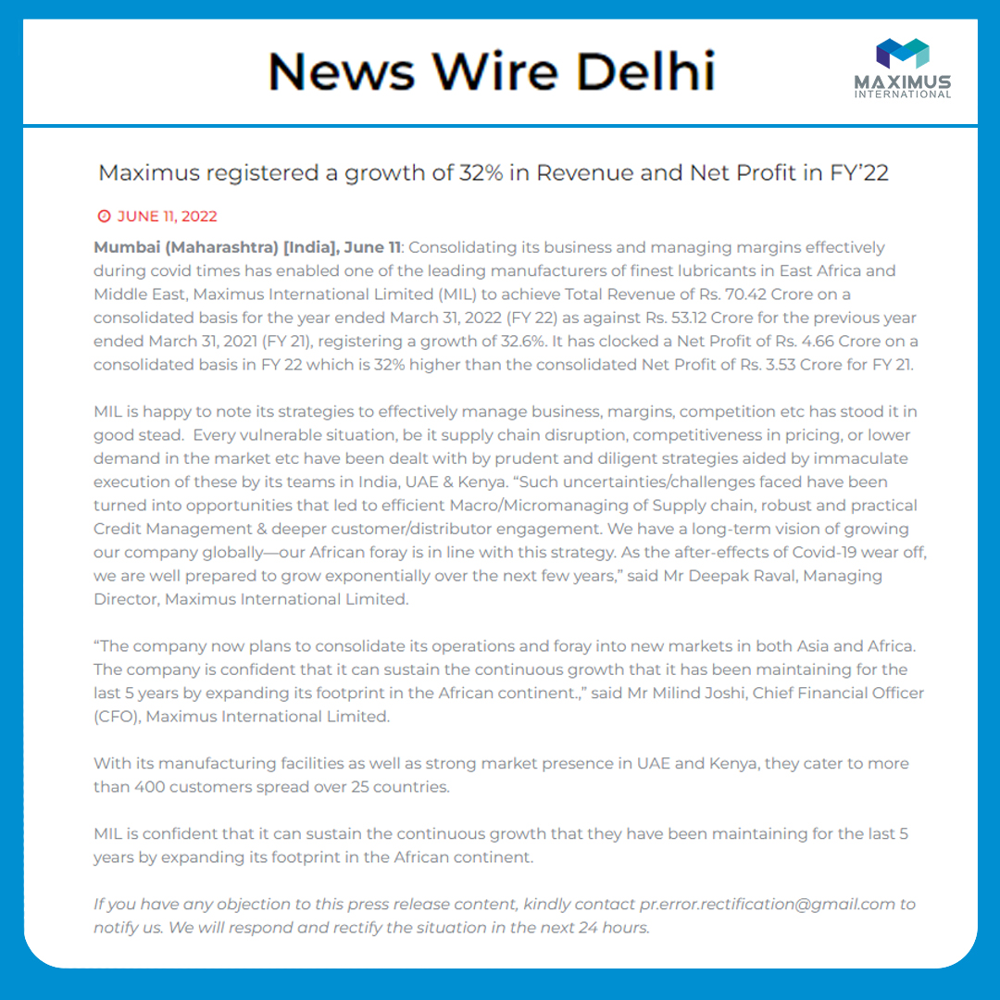 News Wire Delhi
MAXIMUS
INTERNATIONAL
Maximus registered a growth of 32% in Revenue and Net Profit in FY’22
JUNE 11, 2022
Mumbai (Maharashtra) [India], June 11: Consolidating its business and managing margins effectively
during covid times has enabled one of the leading manufacturers of finest lubricants in East Africa and
Middle East, Maximus International Limited (MIL) to achieve Total Revenue of Rs. 70.42 Crore on a
consolidated basis for the year ended March 31, 2022 (FY 22) as against Rs. 53.12 Crore for the previous year
ended March 31, 2021 (FY 21), registering a growth of 32.6%. It has clocked a Net Profit of Rs. 4.66 Crore on a
consolidated basis in FY 22 which is 32% higher than the consolidated Net Profit of Rs. 3.53 Crore for FY 21.
MIL is happy to note its strategies to effectively manage business, margins, competition etc has stood it in
good stead.  Every vulnerable situation, be it supply chain disruption, competitiveness in pricing, or lower
demand in the market etc have been dealt with by prudent and diligent strategies aided by immaculate
execution of these by its teams in India, UAE & Kenya. “Such uncertainties/challenges faced have been
turned into opportunities that led to efficient Macro/Micromanaging of Supply chain, robust and practical
Credit Management & deeper customer/distributor engagement. We have a long-term vision of growing
our company globally—our African foray is in line with this strategy. As the after-effects of Covid-19 wear off,
we are well prepared to grow exponentially over the next few years,” said Mr Deepak Raval, Managing
Director, Maximus International Limited.
“The company now plans to consolidate its operations and foray into new markets in both Asia and Africa.
The company is confident that it can sustain the continuous growth that it has been maintaining for the
last 5 years by expanding its footprint in the African continent.,” said Mr Milind Joshi, Chief Financial Officer
(CFO), Maximus International Limited.
With its manufacturing facilities as well as strong market presence in UAE and Kenya, they cater to more
than 400 customers spread over 25 countries.
MIL is confident that it can sustain the continuous growth that they have been maintaining for the last 5
years by expanding its footprint in the African continent.
If you have any objection to this press release content, kindly contact pr.error.rectification@gmail.com to
notify us. We will respond and rectify the situation in the next 24 hours.